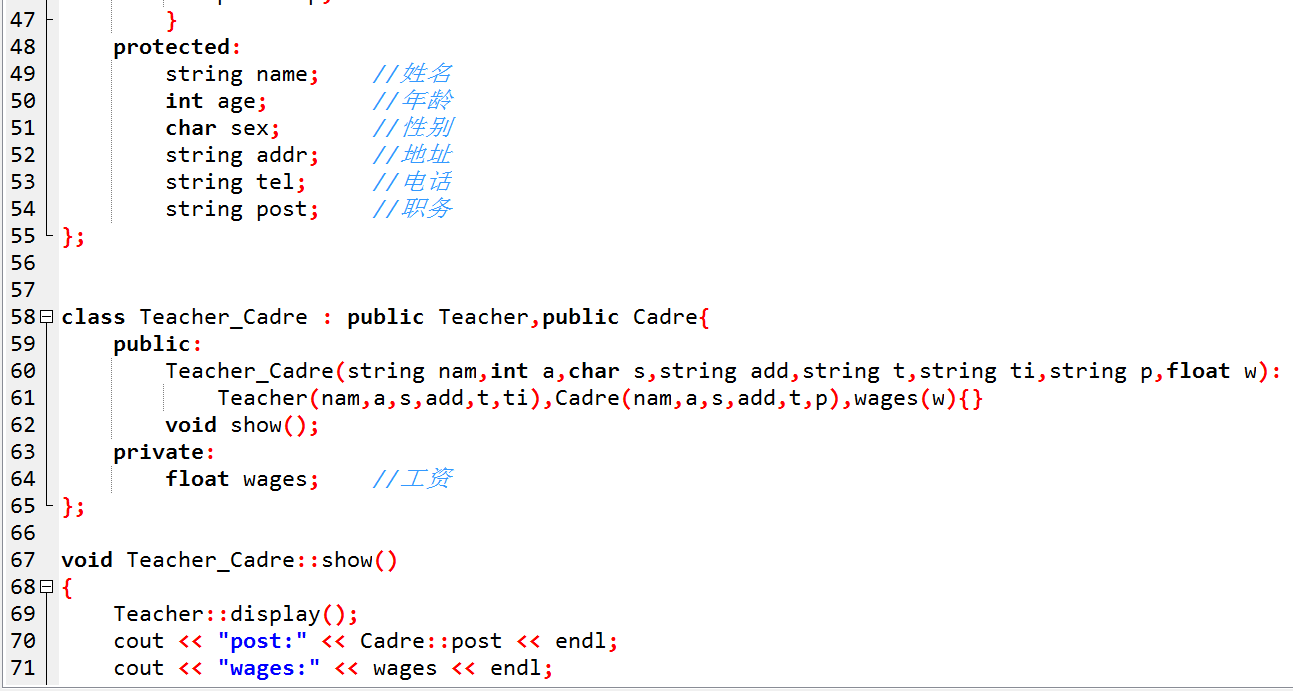 47 }
48 protected:
49 string name; //姓名
50 int age; //年龄
51 char sex; //性别
52 string addr; //地址
53 string tel; //电话
54 string post; //职务
55 };
56
57
58 class Teacher_Cadre : public Teacher,public Cadre{
59 public:
60 Teacher_Cadre(string nam,int a,char s,string add,string t,string ti,string p,float w):
61 Teacher(nam,a,s,add,t,ti),Cadre(nam,a,s,add,t,p),wages(w){}
62 void show();
63 private:
64 float wages; //工资
65 };
66
67 void Teacher_Cadre::show()
68 {
69 Teacher::display();
70 cout << "post:" << Cadre::post << endl;
71 cout << "wages:" << wages << endl;